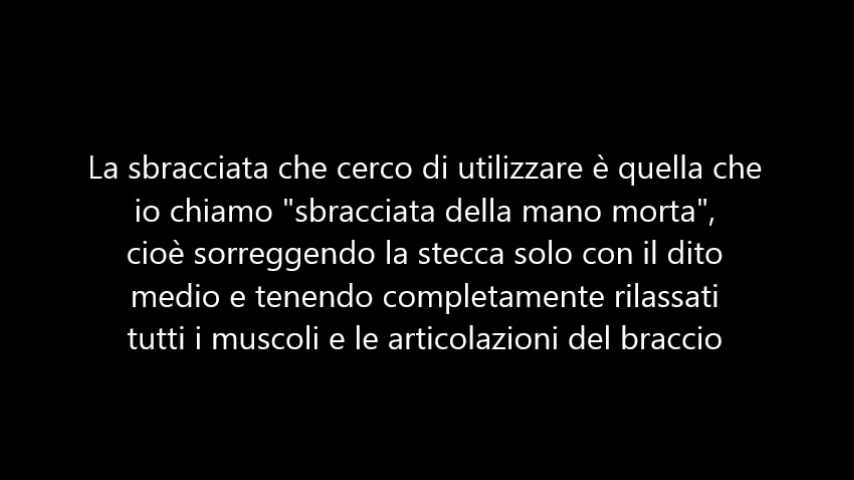 La sbracciata che cerco di utilizzare è quella che
io chiamo "sbracciata della mano morta",
cioè sorreggendo la stecca solo con il dito
medio e tenendo completamente rilassati
tutti i muscoli e le articolazioni del braccio